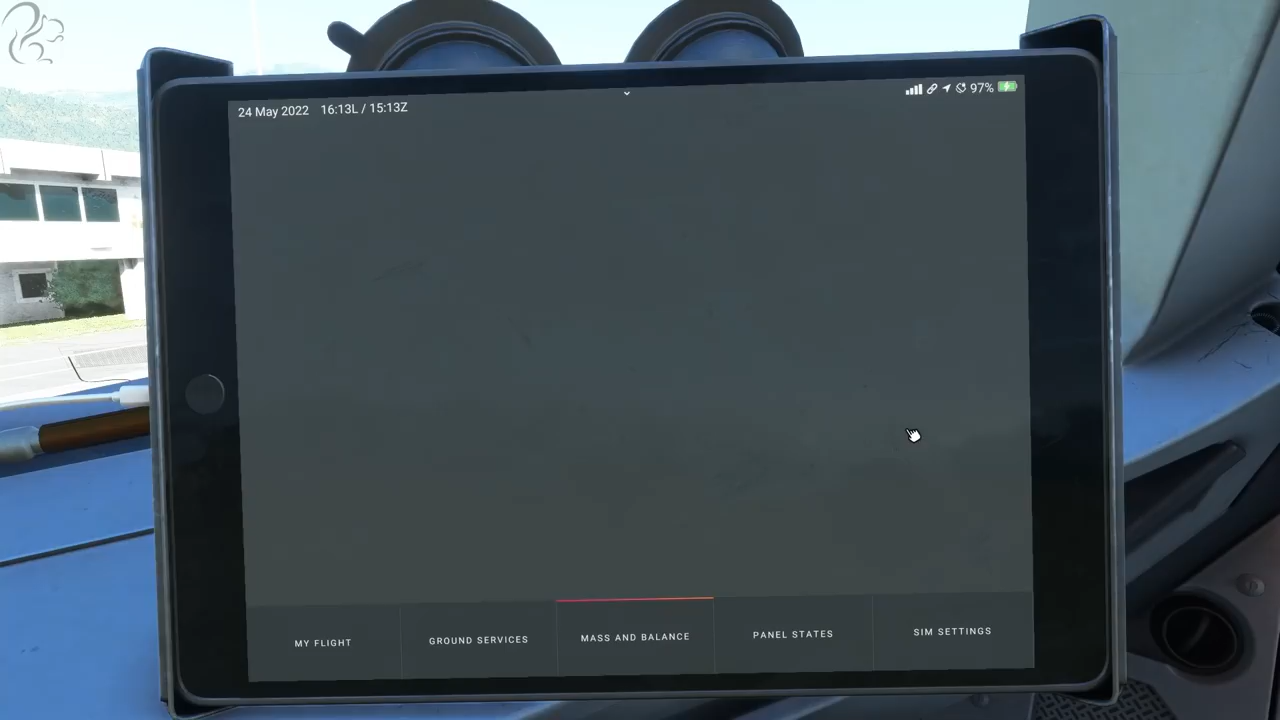 24 May 2022 16:13L / 15:13Z
97%
MY FLIGHT
GROUND SERVICES
MASS AND BALANCE
PANEL STATES
SIM SETTINGS